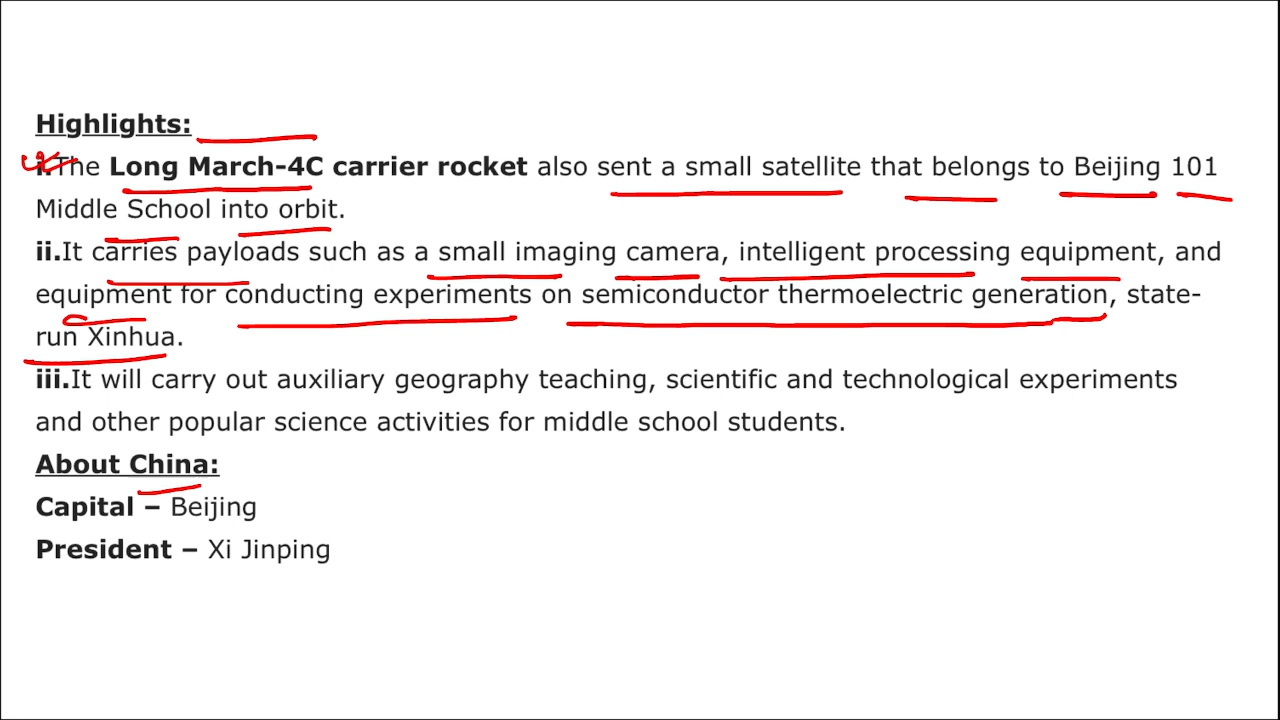 Highlights:
i.The Long March-4C carrier rocket also sent a small satellite that belongs to Beijing 101
Middle School into orbit.
ii.It carries payloads such as a small imaging camera, intelligent processing equipment, and
equipment for conducting experiments on semiconductor thermoelectric generation, state-
run Xinhua.
iii.It will carry out auxiliary geography teaching, scientific and technological experiments
and other popular science activities for middle school students.
About China:
Capital – Beijing
President – Xi Jinping